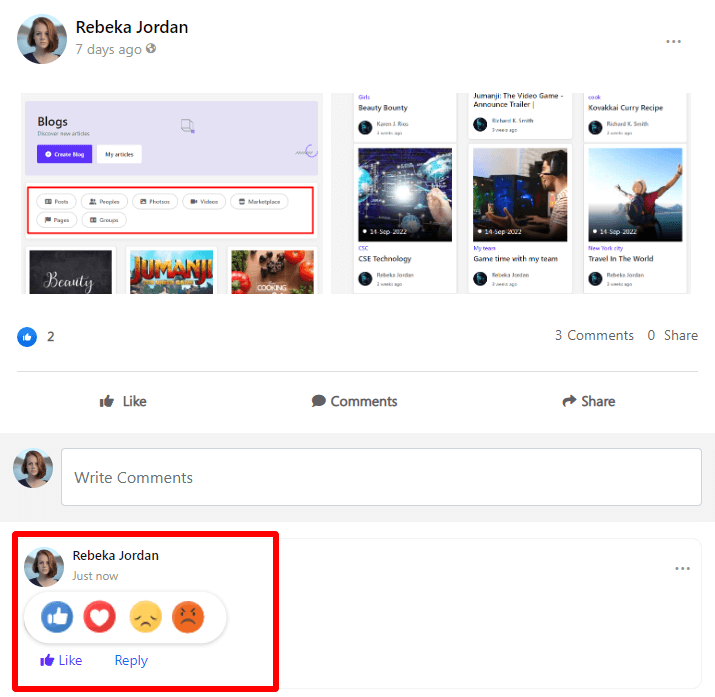 Rebeka Jordan
7 days ago
Blogs
Discover new articles
Create Blog
My articles
Posts
Peoples
Photos
Videos
Marketplace
Pages
Groups
Beauty
JUMANJI
COOKING
Girls
Beauty Bounty
Karen J. Rios
3 weeks ago
Jumanji: The Video Game -
Announce Trailer |
Richard K. Smith
3 weeks ago
cook
Kovakkai Curry Recipe
Richard K. Smith
3 weeks ago
14-Sep-2022
CSC
CSE Technology
Rebeka Jordan
2 weeks ago
14-Sep-2022
My team
Game time with my team
Rebeka Jordan
2 weeks ago
14-Sep-2022
New York city
Travel In The World
Rebeka Jordan
2 weeks ago
2
3 Comments 0 Share
Like
Comments
Share
Write Comments
Rebeka Jordan
Just now
Like
Reply